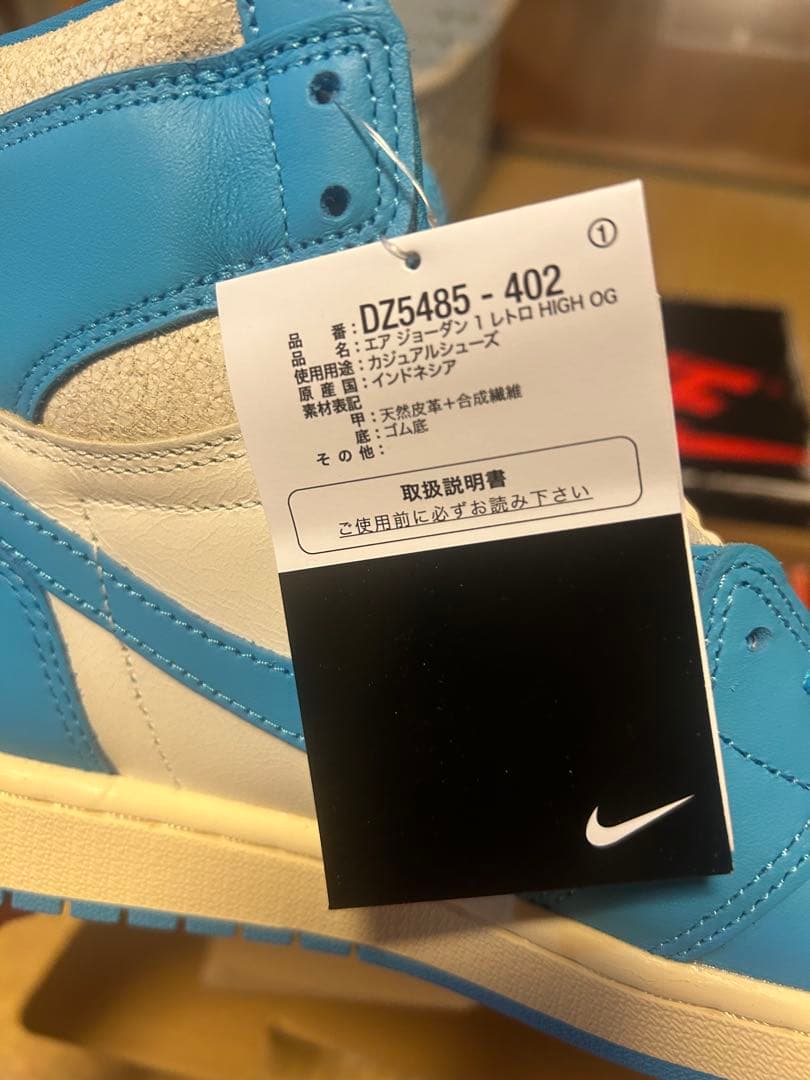 ①
品番：DZ5485 - 402
品名：エア ジョーダン 1 レトロ HIGH OG
使用用途：カジュアルシューズ
原産国：インドネシア
素材表記
甲：天然皮革＋合成繊維
底：ゴム底
その他：
取扱説明書
ご使用前に必ずお読み下さい